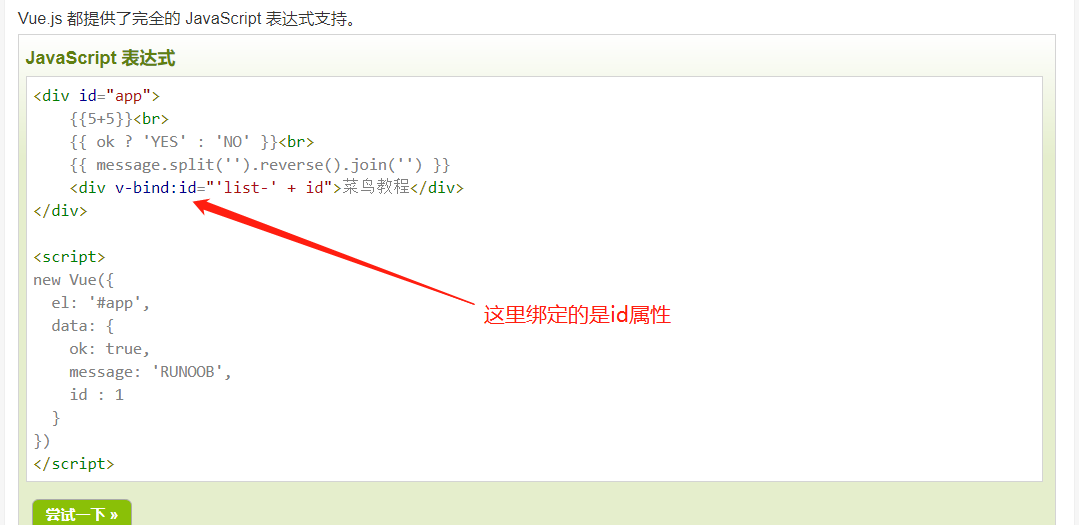 Vue.js 都提供了完全的 JavaScript 表达式支持。
JavaScript 表达式
<div id="app">
    {{5+5}}<br>
    {{ ok ? 'YES' : 'NO' }}<br>
    {{ message.split('').reverse().join('') }}
    <div v-bind:id="'list-' + id">菜鸟教程</div>
</div>
<script>
new Vue({
  el: '#app',
  data: {
    ok: true,
    message: 'RUNOOB',
    id : 1
  }
})
</script>
这里绑定的是id属性
尝试一下 »